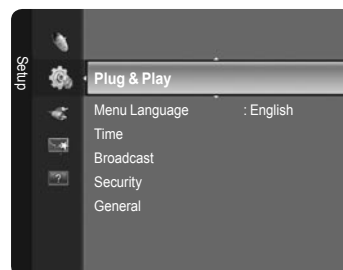 Setup
Plug & Play
Menu Language : English
Time
Broadcast
Security
General